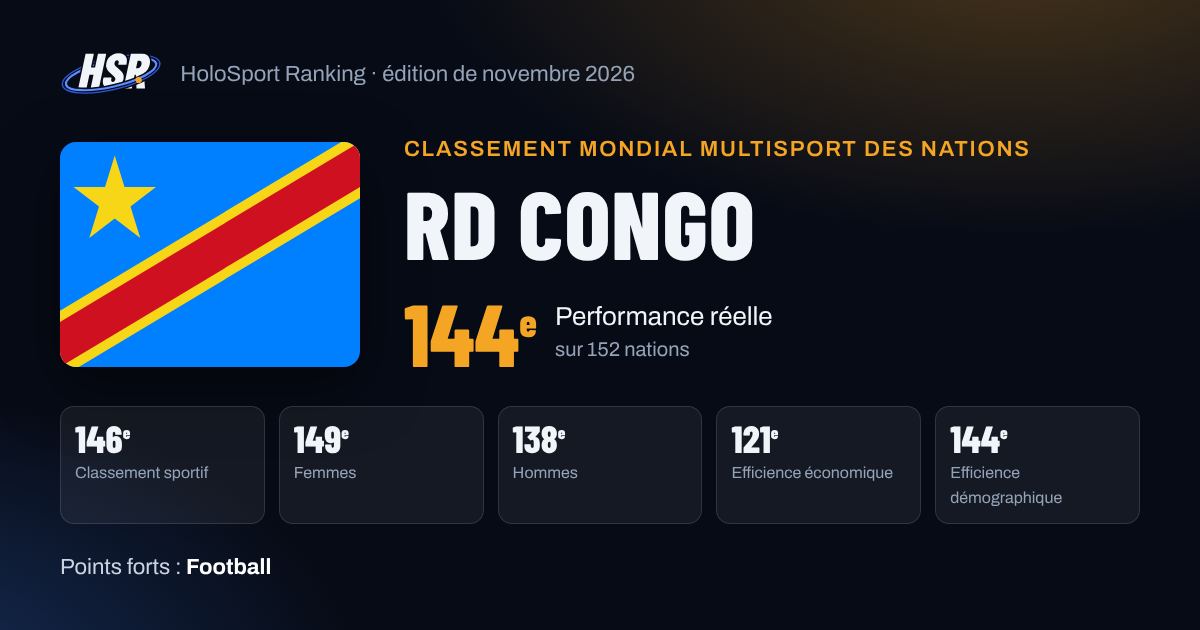 HSR
HoloSport Ranking · édition de novembre 2026
CLASSEMENT MONDIAL MULTISPORT DES NATIONS
RD CONGO
144e
Performance réelle
sur 152 nations
146e
Classement sportif
149e
Femmes
138e
Hommes
121e
Efficience économique
144e
Efficience
démographique
Points forts : Football